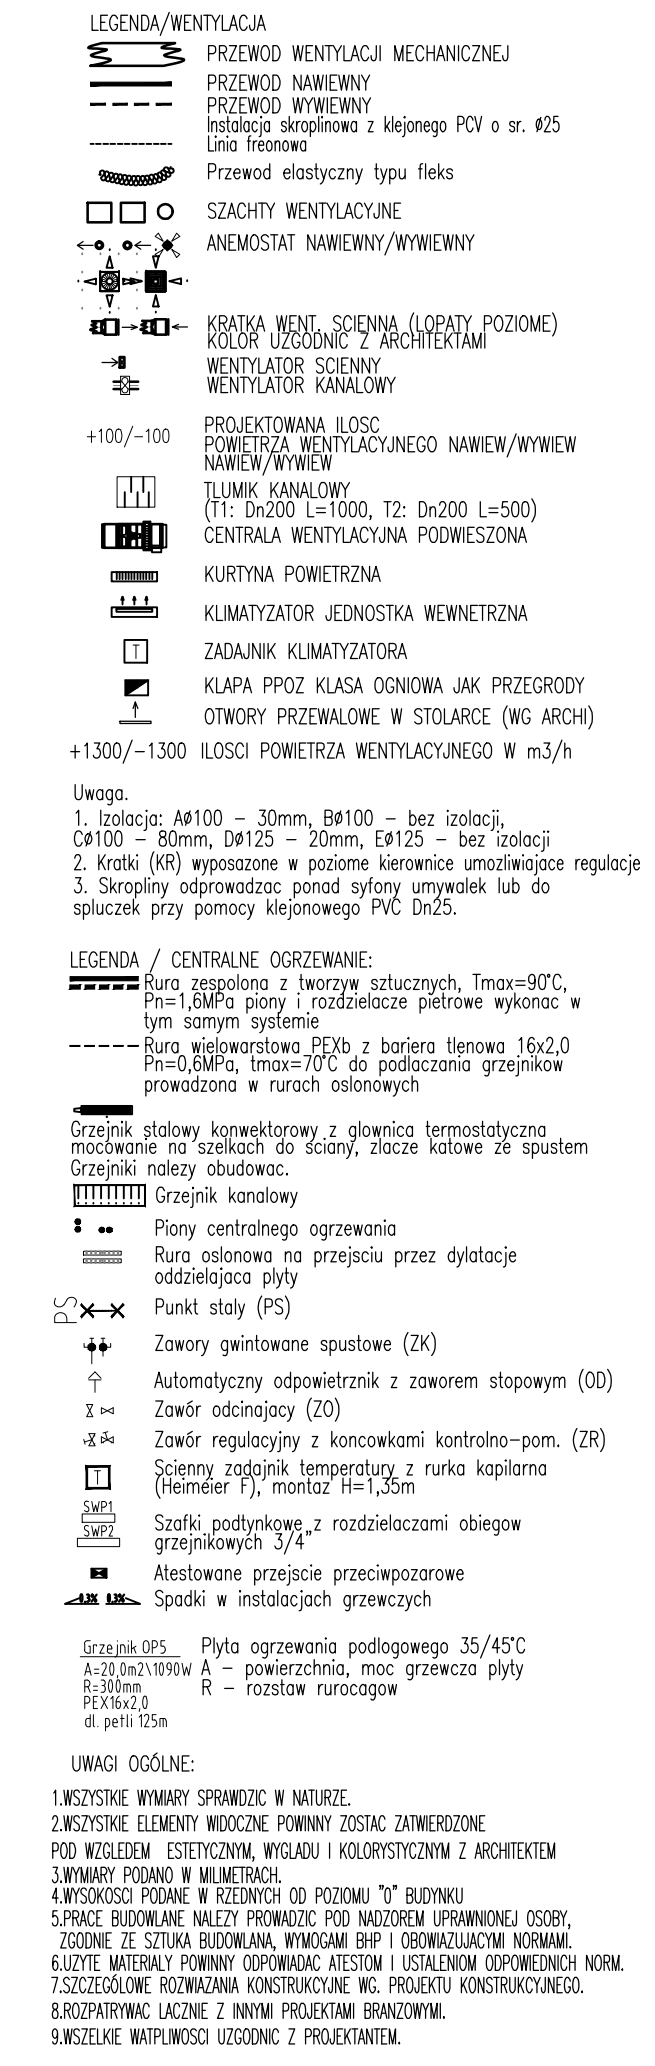 LEGENDA/WENTYLACJA
PRZEWOD WENTYLACJI MECHANICZNEJ
PRZEWOD NAWIEWNY
PRZEWOD WYWIEWNY
Instalacja skroplinowa z klejonego PCV o sr. ø25
Linia freonowa
Przewod elastyczny typu fleks
SZACHTY WENTYLACYJNE
ANEMOSTAT NAWIEWNY/WYWIEWNY
KRATKA WENT. SCIENNA (LOPATY POZIOME)
KOLOR UZGODNIC Z ARCHITEKTAMI
WENTYLATOR SCIENNY
WENTYLATOR KANALOWY
+100/-100
PROJEKTOWANA ILOSC
POWIETRZA WENTYLACYJNEGO NAWIEW/WYWIEW
NAWIEW/WYWIEW
TLUMIK KANALOWY
(T1: Dn200 L=1000, T2: Dn200 L=500)
CENTRALA WENTYLACYJNA PODWIESZONA
KURTYNA POWIETRZNA
KLIMATYZATOR JEDNOSTKA WEWNETRZNA
T ZADAJNIK KLIMATYZATORA
KLAPA PPOZ KLASA OGNIOWA JAK PRZEGRODY
OTWORY PRZEWALOWE W STOLARCE (WG ARCHI)
+1300/-1300 ILOSCI POWIETRZA WENTYLACYJNEGO W m3/h
Uwaga.
1. Izolacja: Aø100 - 30mm, Bø100 - bez izolacji,
Cø100 - 80mm, Dø125 - 20mm, Eø125 - bez izolacji
2. Kratki (KR) wyposazone w poziome kierownice umozliwiajace regulacje
3. Skropliny odprowadzac ponad syfony umywalek lub do
spluczek przy pomocy klejonowego PVC Dn25.
LEGENDA / CENTRALNE OGRZEWANIE:
Rura zespolona z tworzyw sztucznych, Tmax=90°C,
Pn=1,6MPa piony i rozdzielacze pietrowe wykonac w
tym samym systemie
Rura wielowarstowa PEXb z bariera tlenowa 16x2,0
Pn=0,6MPa, tmax=70°C do podlaczania grzejnikow
prowadzona w rurach oslonowych
Grzejnik stalowy konwektorowy z glownica termostatyczna
mocowanie na szelkach do sciany, zlacze katowe ze spustem
Grzejniki nalezy obudowac.
Grzejnik kanalowy
Piony centralnego ogrzewania
Rura oslonowa na przejsciu przez dylatacje
oddzielajaca plyty
PS Punkt staly (PS)
Zawory gwintowane spustowe (ZK)
Automatyczny odpowietrznik z zaworem stopowym (OD)
Zawór odcinajacy (ZO)
Zawór regulacyjny z koncowkami kontrolno-pom. (ZR)
T Scienny zadajnik temperatury z rurka kapilarna
(Heimeier F), montaz H=1,35m
SWP1
SWP2
Szafki podtynkowe z rozdzielaczami obiegow
grzejnikowych 3/4"
Atestowane przejscie przeciwpozarowe
0.3% 0.3% Spadki w instalacjach grzewczych
Grzejnik OP5
A=20,0m2\1090W
R=300mm
PEX16x2,0
dl. petli 125m
Plyta ogrzewania podlogowego 35/45°C
A - powierzchnia, moc grzewcza plyty
R - rozstaw rurocagow
UWAGI OGÓLNE:
1.WSZYSTKIE WYMIARY SPRAWDZIC W NATURZE.
2.WSZYSTKIE ELEMENTY WIDOCZNE POWINNY ZOSTAC ZATWIERDZONE
POD WZGLEDEM ESTETYCZNYM, WYGLADU I KOLORYSTYCZNYM Z ARCHITEKTEM
3.WYMIARY PODANO W MILIMETRACH.
4.WYSOKOSCI PODANE W RZEDNYCH OD POZIOMU "0" BUDYNKU
5.PRACE BUDOWLANE NALEZY PROWADZIC POD NADZOREM UPRAWNIONEJ OSOBY,
ZGODNIE ZE SZTUKA BUDOWLANA, WYMOGAMI BHP I OBOWIAZUJACYMI NORMAMI.
6.UZYTE MATERIALY POWINNY ODPOWIADAC ATESTOM I USTALENIOM ODPOWIEDNICH NORM.
7.SZCZEGÓLOWE ROZWIAZANIA KONSTRUKCYJNE WG. PROJEKTU KONSTRUKCYJNEGO.
8.ROZPATRYWAC LACZNIE Z INNYMI PROJEKTAMI BRANZOWYMI.
9.WSZELKIE WATPLIWOSCI UZGODNIC Z PROJEKTANTEM.